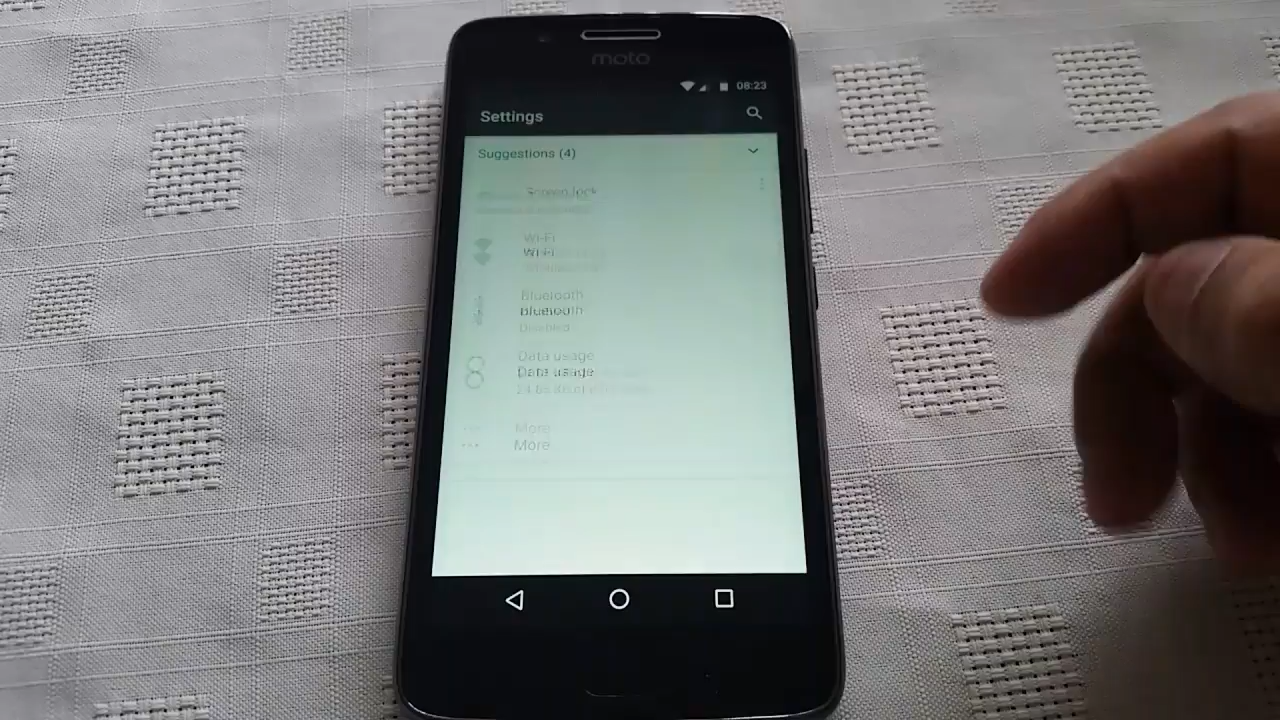 moto
08:23
Settings
Suggestions (4)
Screen lock
Wi-Fi
Wi-Fi
Bluetooth
Bluetooth
Disabled
Data usage
Data usage
More
More